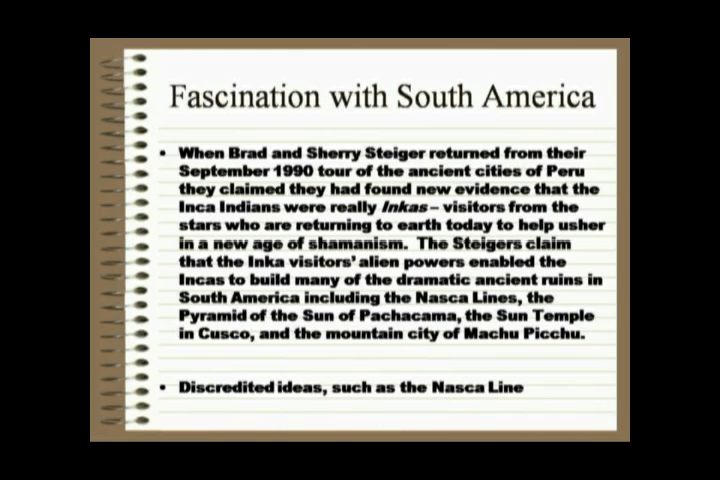 Fascination with South America
• When Brad and Sherry Steiger returned from their
September 1990 tour of the ancient cities of Peru
they claimed they had found new evidence that the
Inca Indians were really Inkas – visitors from the
stars who are returning to earth today to help usher
in a new age of shamanism. The Steigers claim
that the Inka visitors' alien powers enabled the
Incas to build many of the dramatic ancient ruins in
South America including the Nasca Lines, the
Pyramid of the Sun of Pachacama, the Sun Temple
in Cusco, and the mountain city of Machu Picchu.
• Discredited ideas, such as the Nasca Line